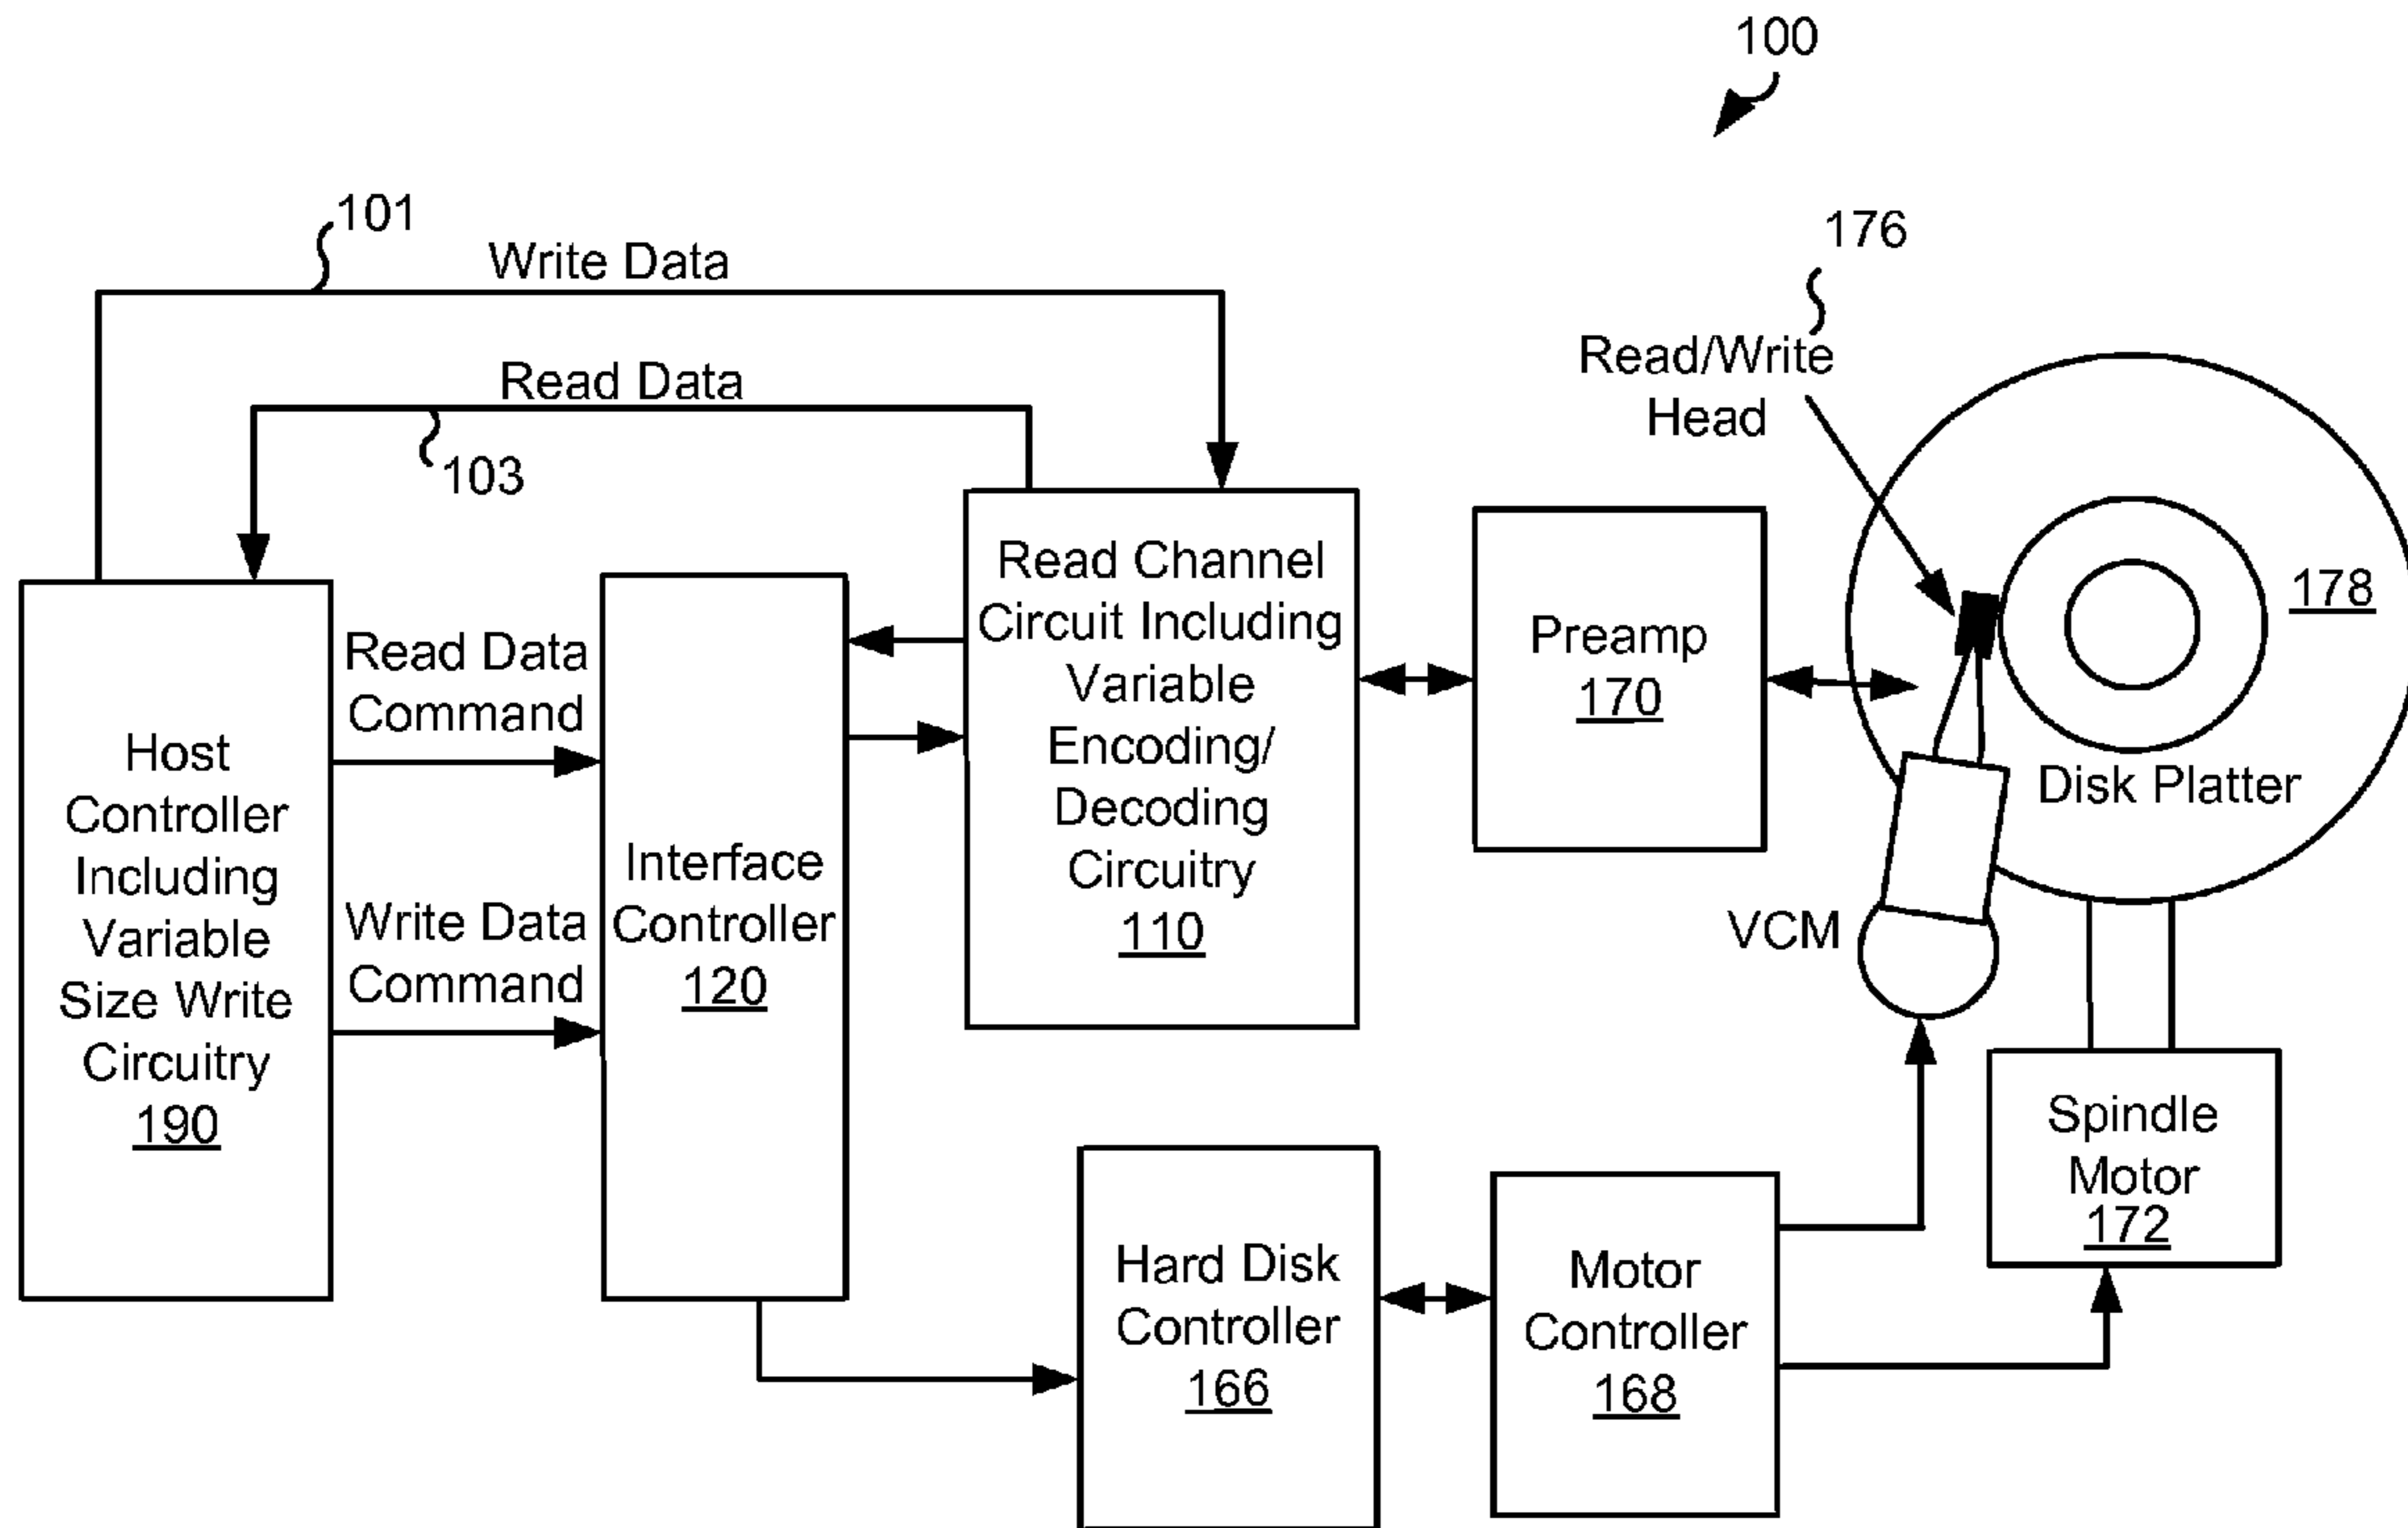 100
101
Write Data
176
Read Data
103
Read/Write
Head
Host
Controller
Including
Variable
Size Write
Circuitry
190
Read Data
Command
Write Data
Command
Interface
Controller
120
Read Channel
Circuit Including
Variable
Encoding/
Decoding
Circuitry
110
Preamp
170
178
Disk Platter
VCM
Spindle
Motor
172
Hard Disk
Controller
166
Motor
Controller
168